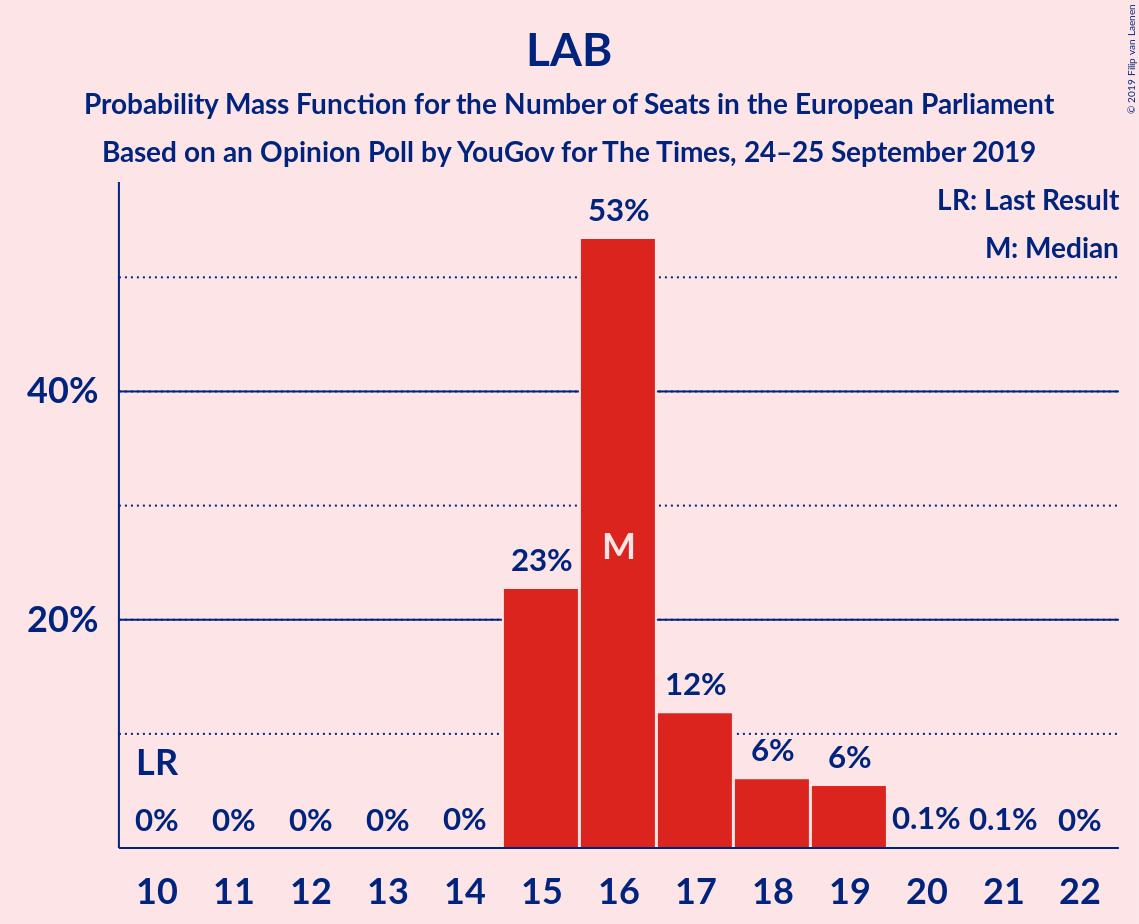 LAB
Probability Mass Function for the Number of Seats in the European Parliament
Based on an Opinion Poll by YouGov for The Times, 24–25 September 2019
© 2019 Filip van Laenen
LR: Last Result
M: Median
53%
40%
23%
M
20%
12%
LR
6%
6%
0%
0%
0%
0%
0%
0.1%
0.1%
0%
10 11 12 13 14 15 16 17 18 19 20 21 22